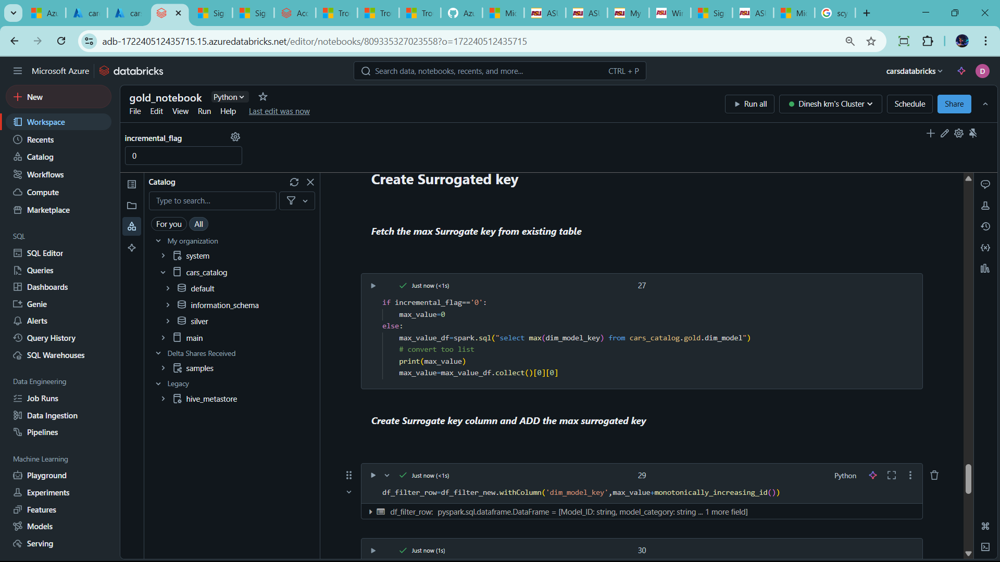 Azu
car
car
Sig
Sig
Acc
Tro
Tro
Tro
Azu
Mic
ASU
ASU
My
Win
Sig
ASU
Mic
scy
adb-172240512435715.15.azuredatabricks.net/editor/notebooks/809335327023558?o=172240512435715
Microsoft Azure
databricks
Search data, notebooks, recents, and more...
CTRL + P
carsdatabricks
D
New
Workspace
Recents
Catalog
Workflows
Compute
Marketplace
SQL
SQL Editor
Queries
Dashboards
Genie
Alerts
Query History
SQL Warehouses
Data Engineering
Job Runs
Data Ingestion
Pipelines
Machine Learning
Playground
Experiments
Features
Models
Serving
gold_notebook
Python
File
Edit
View
Run
Help
Last edit was now
Run all
Dinesh km's Cluster
Schedule
Share
incremental_flag
0
Catalog
Type to search...
For you
All
My organization
system
cars_catalog
default
information_schema
silver
main
Delta Shares Received
samples
Legacy
hive_metastore
Create Surrogated key
Fetch the max Surrogate key from existing table
Just now (<1s)
27
if incremental_flag=='0':
max_value=0
else:
max_value_df=spark.sql("select max(dim_model_key) from cars_catalog.gold.dim_model")
# convert too list
print(max_value)
max_value=max_value_df.collect()[0][0]
Create Surrogate key column and ADD the max surrogated key
Just now (<1s)
29
Python
df_filter_row=df_filter_new.withColumn('dim_model_key',max_value+monotonically_increasing_id())
df_filter_row: pyspark.sql.dataframe.DataFrame = [Model_ID: string, model_category: string ... 1 more field]
Just now (1s)
30